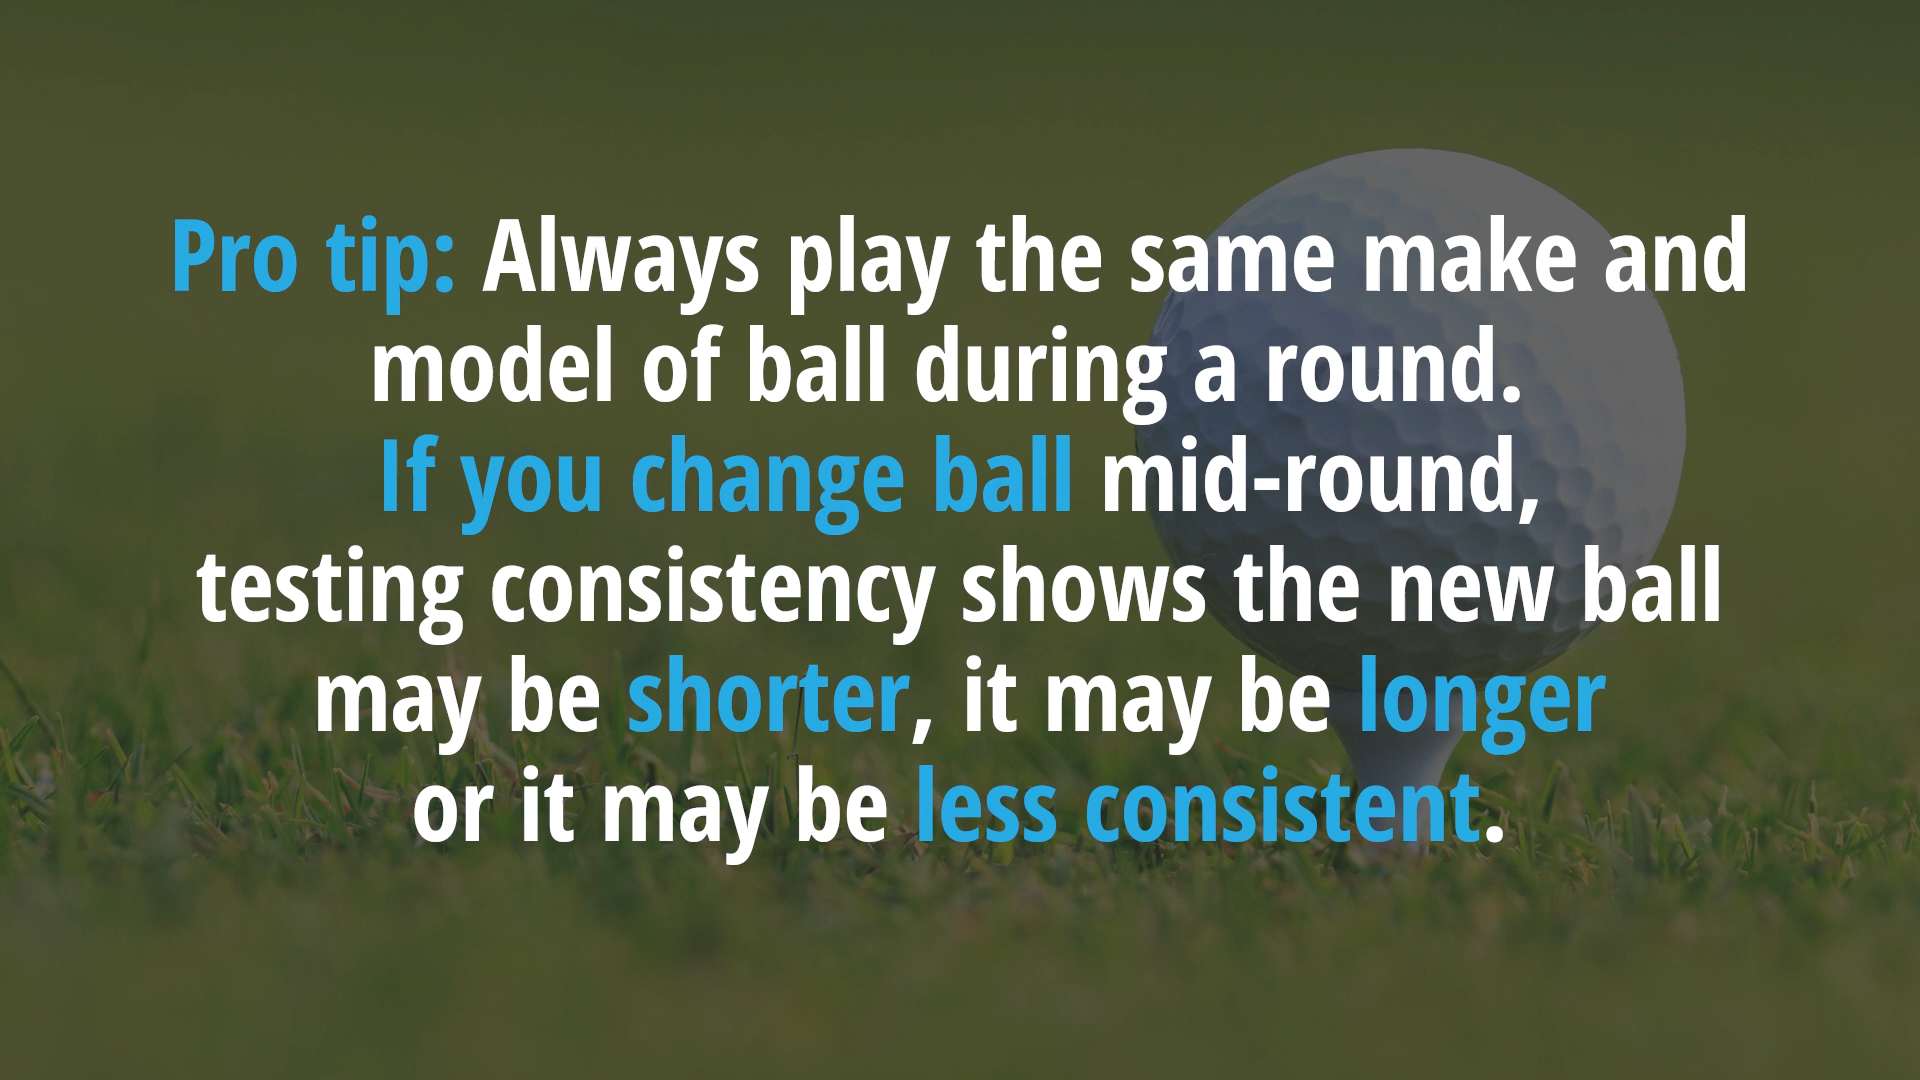 Pro tip: Always play the same make and
model of ball during a round.
If you change ball mid-round,
testing consistency shows the new ball
may be shorter, it may be longer
or it may be less consistent.